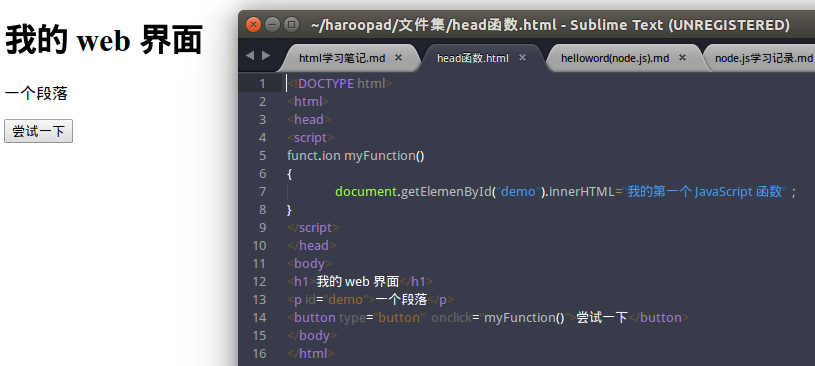 我的 web 界面
一个段落
尝试一下
~/haroopad/文件集/head函数.html - Sublime Text (UNREGISTERED)
html学习笔记.md × head函数.html × helloword(node.js).md × node.js学习记录.md
1 <!DOCTYPE html>
2 <html>
3 <head>
4 <script>
5 funct.ion myFunction()
6 {
7 document.getElemenById("demo").innerHTML="我的第一个 JavaScript 函数" ;
8 }
9 </script>
10 </head>
11 <body>
12 <h1>我的 web 界面</h1>
13 <p id="demo">一个段落</p>
14 <button type="button" onclick="myFunction()">尝试一下</button>
15 </body>
16 </html>